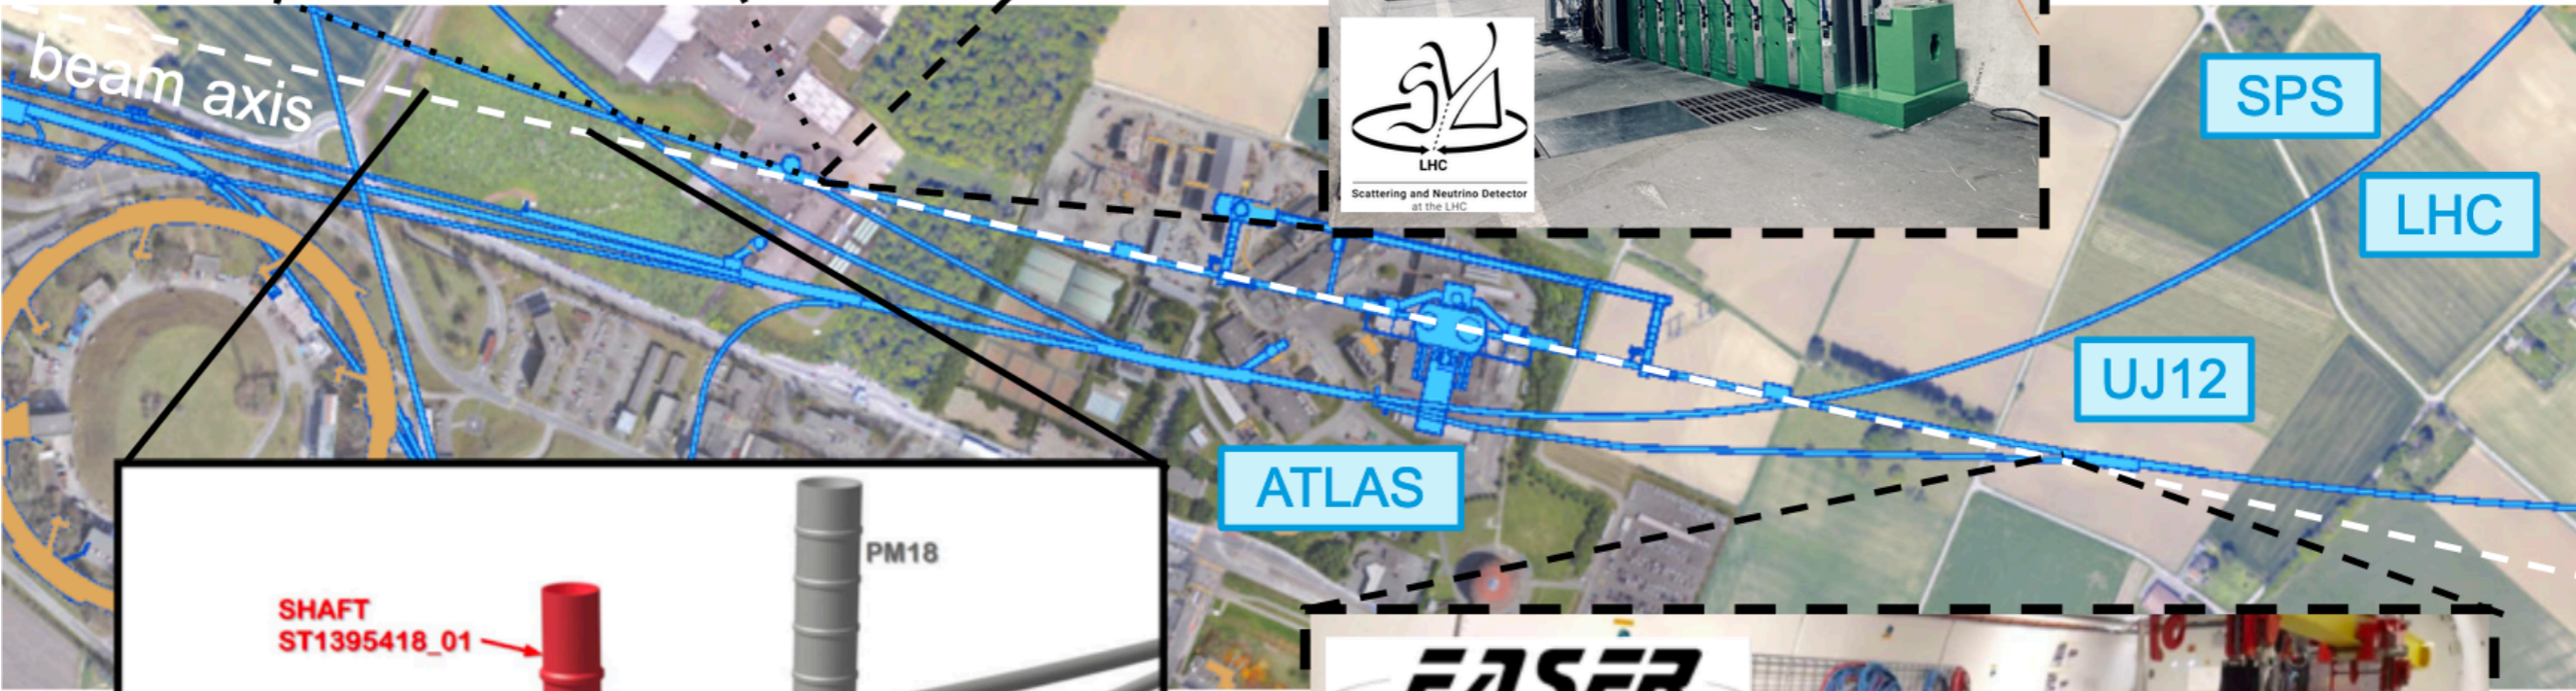 beam axis
SPS
LHC
LHC
Scattering and Neutrino Detector
at the LHC
UJ12
ATLAS
PM18
SHAFT
ST1395418_01
FASER